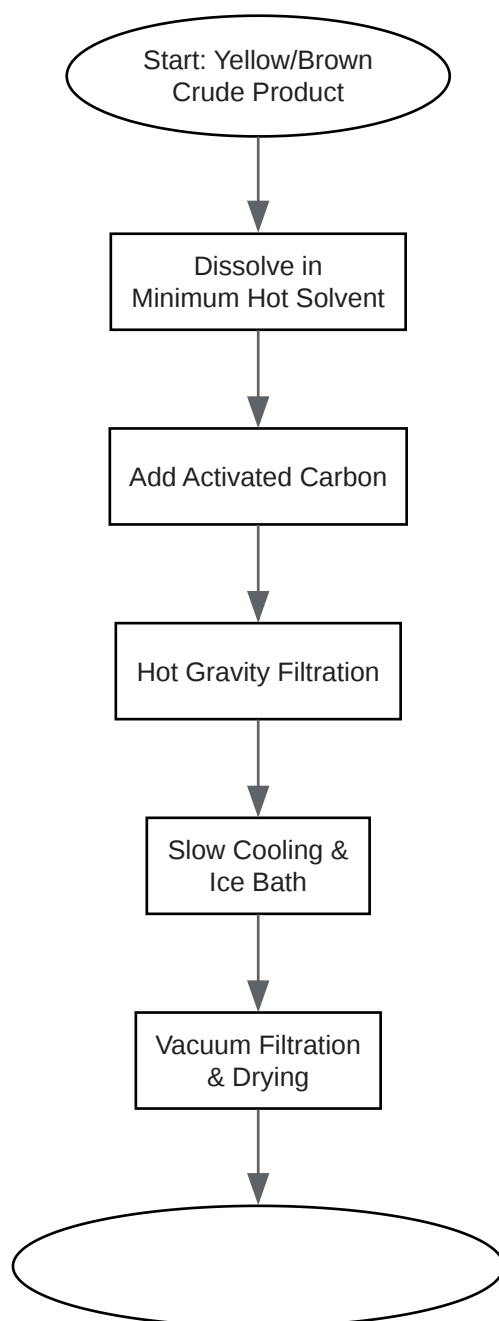 Start: Yellow/Brown
Crude Product
Dissolve in
Minimum Hot Solvent
Add Activated Carbon
Hot Gravity Filtration
Slow Cooling &
Ice Bath
Vacuum Filtration
& Drying